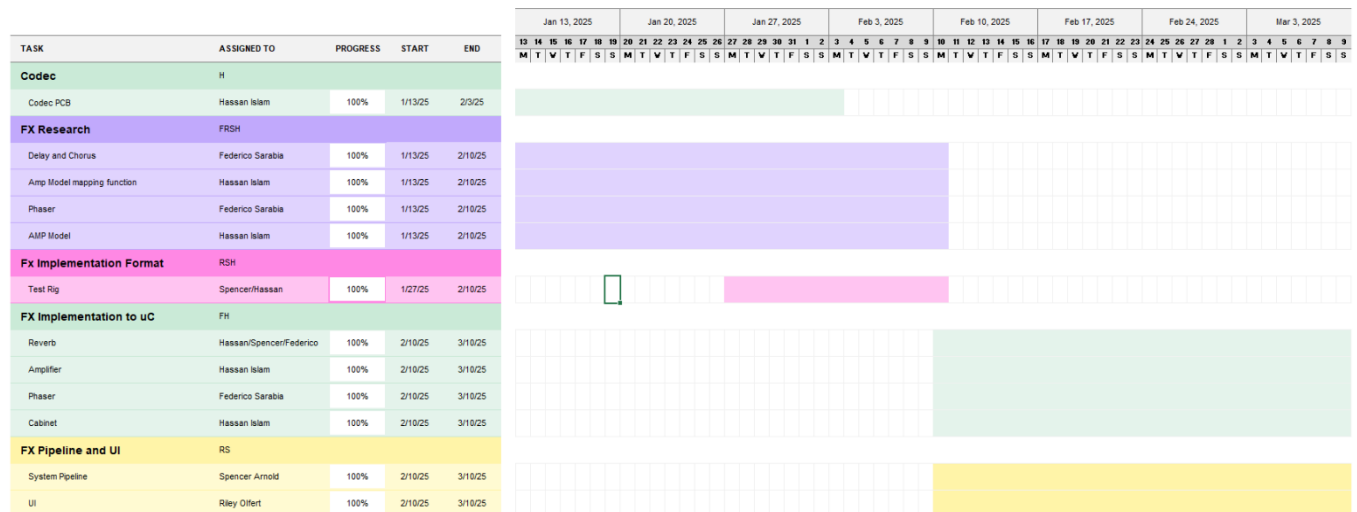 Jan 13, 2025 Jan 20, 2025 Jan 27, 2025 Feb 3, 2025 Feb 10, 2025 Feb 17, 2025 Feb 24, 2025 Mar 3, 2025
TASK ASSIGNED TO PROGRESS START END 13 14 15 16 17 18 19 20 21 22 23 24 25 26 27 28 29 30 31 1 2 3 4 5 6 7 8 9 10 11 12 13 14 15 16 17 18 19 20 21 22 23 24 25 26 27 28 1 2 3 4 5 6 7 8 9
M T W T F S S M T W T F S S M T W T F S S M T W T F S S M T W T F S S M T W T F S S M T W T F S S M T W T F S S
Codec H
Codec PCB Hassan Islam 100% 1/13/25 2/3/25
FX Research FRSH
Delay and Chorus Federico Sarabia 100% 1/13/25 2/10/25
Amp Model mapping function Hassan Islam 100% 1/13/25 2/10/25
Phaser Federico Sarabia 100% 1/13/25 2/10/25
AMP Model Hassan Islam 100% 1/13/25 2/10/25
Fx Implementation Format RSH
Test Rig Spencer/Hassan 100% 1/27/25 2/10/25
FX Implementation to uC FH
Reverb Hassan/Spencer/Federico 100% 2/10/25 3/10/25
Amplifier Hassan Islam 100% 2/10/25 3/10/25
Phaser Federico Sarabia 100% 2/10/25 3/10/25
Cabinet Hassan Islam 100% 2/10/25 3/10/25
FX Pipeline and UI RS
System Pipeline Spencer Arnold 100% 2/10/25 3/10/25
UI Riley Olfert 100% 2/10/25 3/10/25